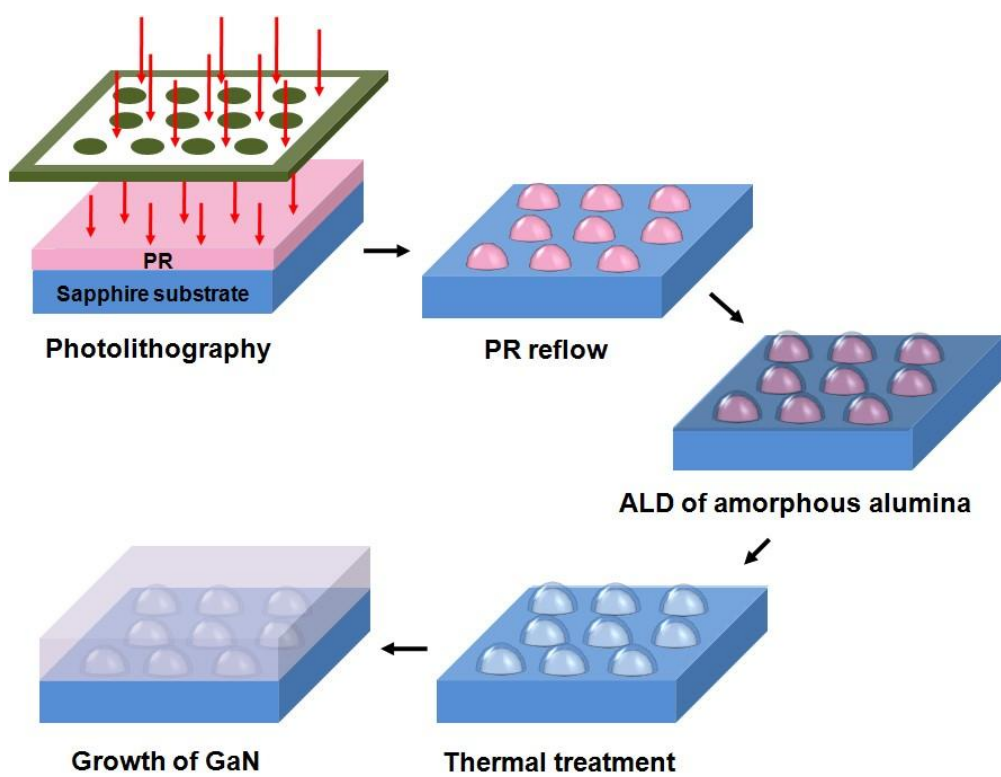 PR
Sapphire substrate
Photolithography
PR reflow
ALD of amorphous alumina
Thermal treatment
Growth of GaN